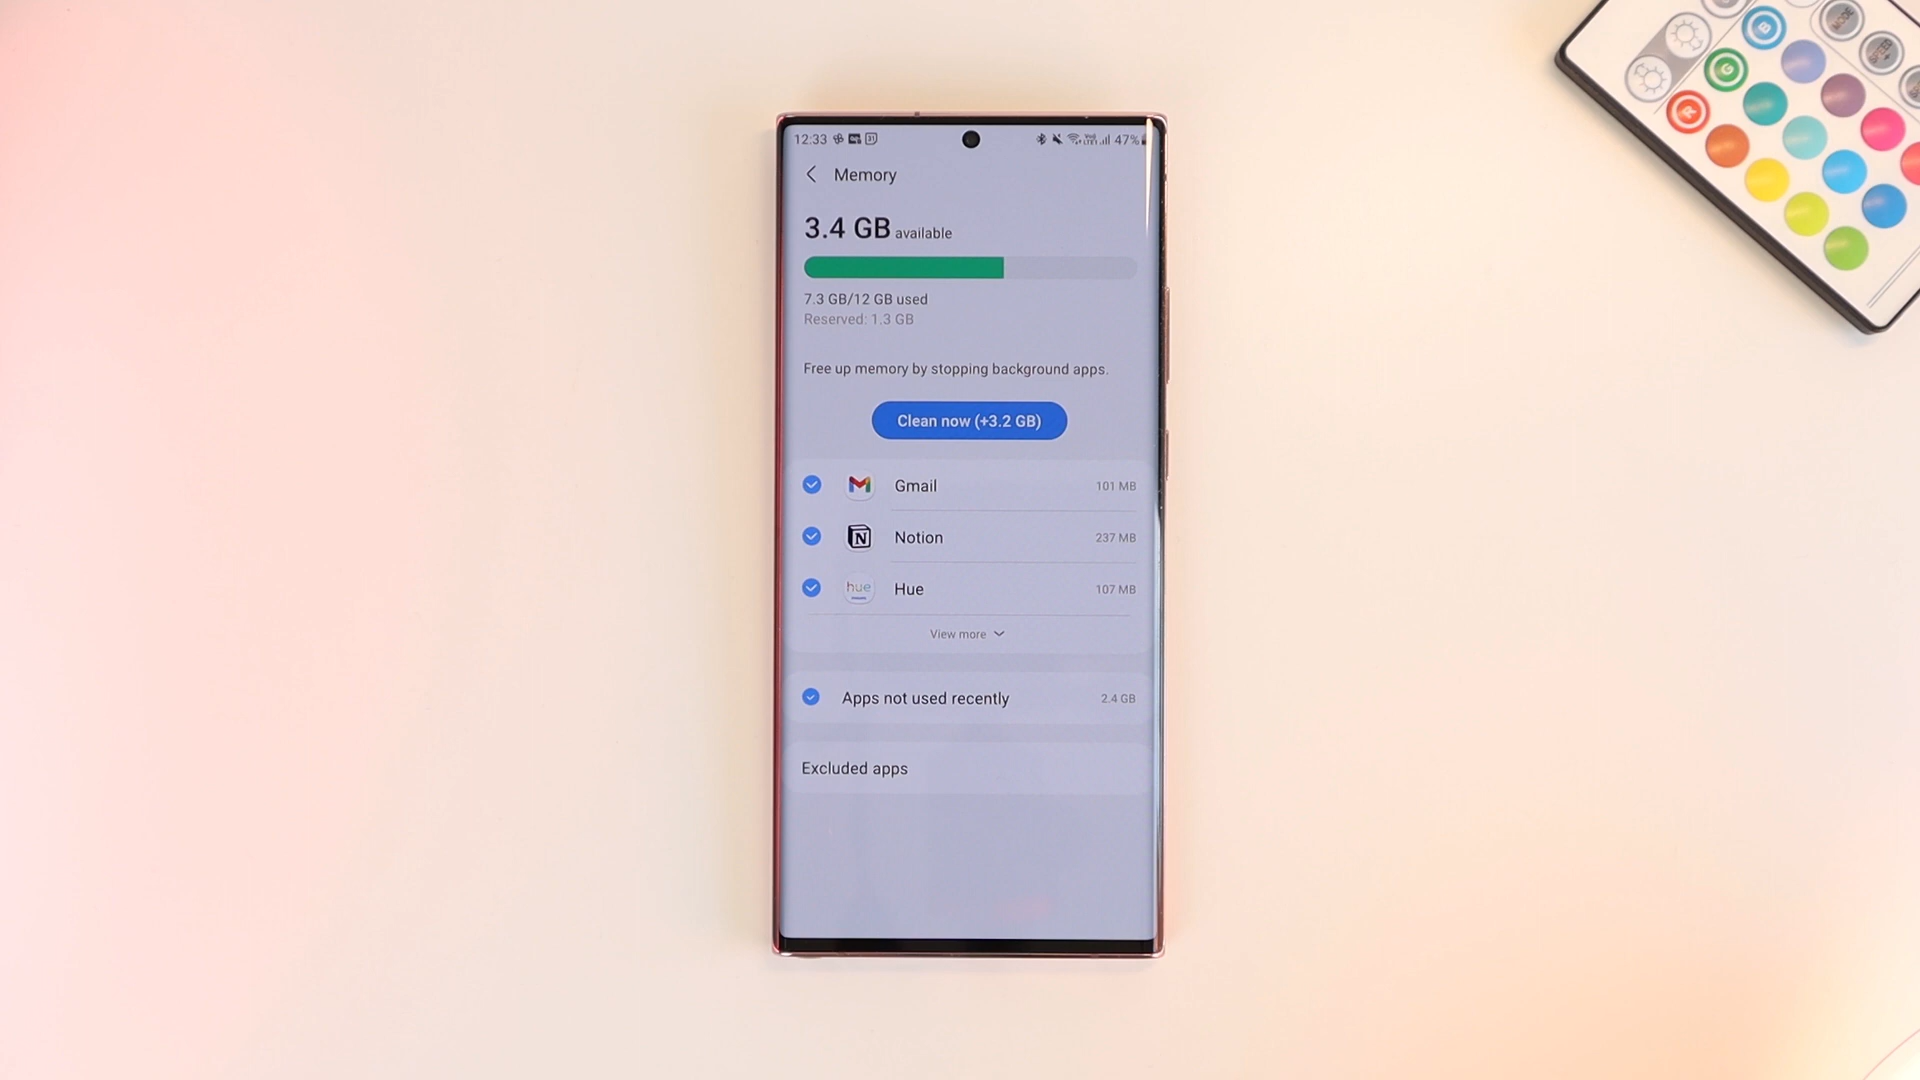 12:33 47%
Memory
3.4 GB available
7.3 GB/12 GB used
Reserved: 1.3 GB
Free up memory by stopping background apps.
Clean now (+3.2 GB)
Gmail 101 MB
N Notion 237 MB
hue Hue 107 MB
View more
Apps not used recently 2.4 GB
Excluded apps
MODE
B
SPEED +
G
R